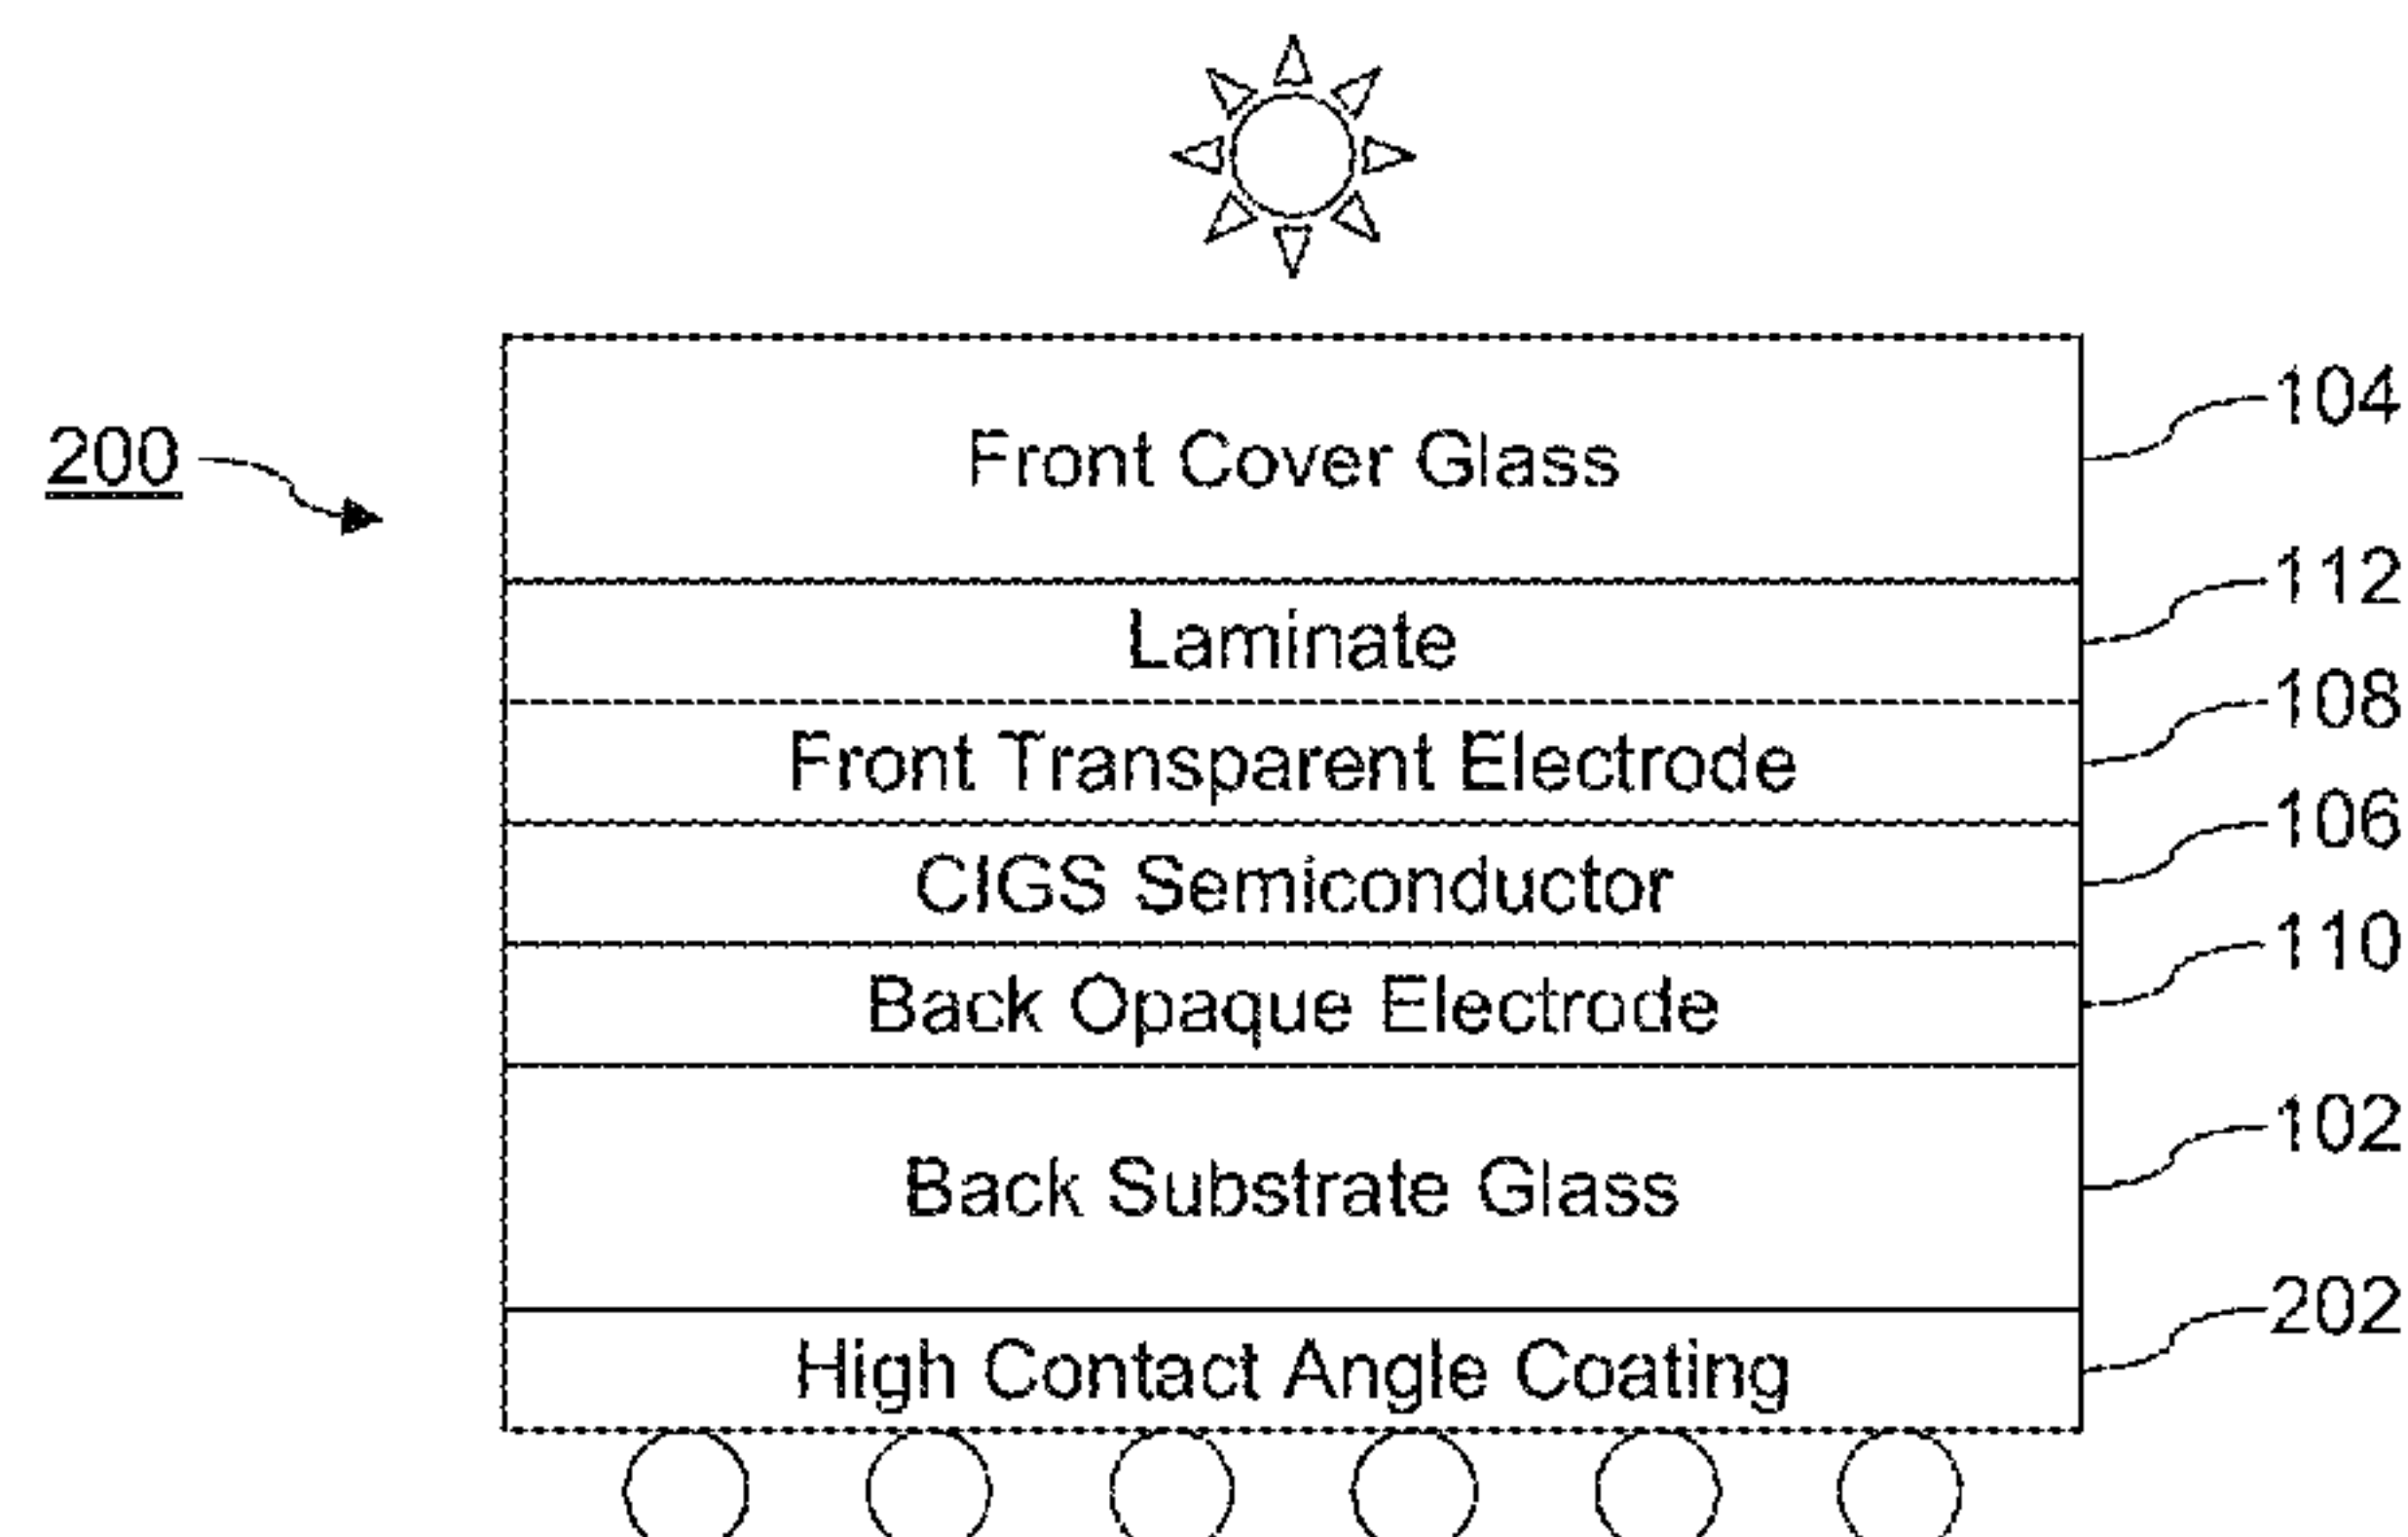 104
200
Front Cover Glass
112
Laminate
108
Front Transparent Electrode
106
CIGS Semiconductor
110
Back Opaque Electrode
102
Back Substrate Glass
202
High Contact Angle Coating